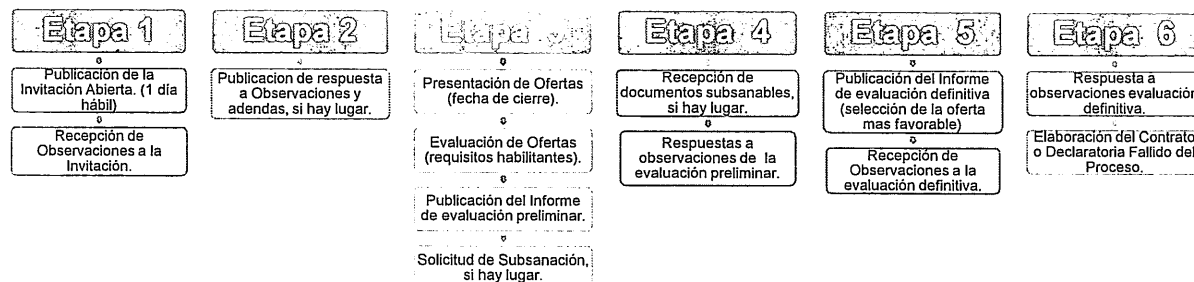 Etapa 1
Publicación de la
Invitación Abierta. (1 día
hábil)
Recepción de
Observaciones a la
Invitación.
Etapa 2
Publicacion de respuesta
a Observaciones y
adendas, si hay lugar.
Etapa
Presentación de Ofertas
(fecha de cierre).
Evaluación de Ofertas
(requisitos habilitantes).
Publicación del Informe
de evaluación preliminar.
Solicitud de Subsanación,
si hay lugar.
Etapa 4
Recepción de
documentos subsanables,
si hay lugar.
Respuestas a
observaciones de la
evaluación preliminar.
Etapa 5
Publicación del Informe
de evaluación definitiva
(selección de la oferta
mas favorable)
Recepción de
Observaciones a la
evaluación definitiva.
Etapa 6
Respuesta a
observaciones evaluación
definitiva.
Elaboración del Contrato
o Declaratoria Fallido del
Proceso.